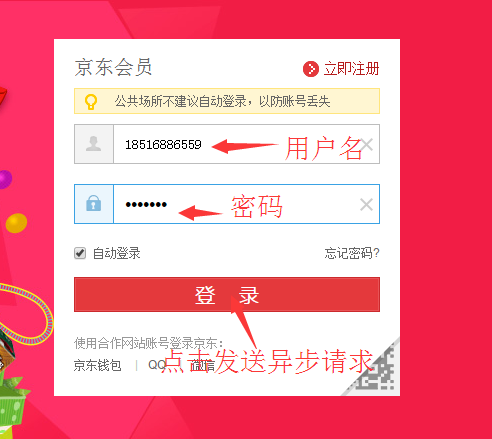 京东会员
立即注册
公共场所不建议自动登录，以防账号丢失
18516886559
用户名
•••••••
密码
自动登录
忘记密码?
登 录
使用合作网站账号登录京东：
点击发送异步请求
京东钱包 | QQ 微信